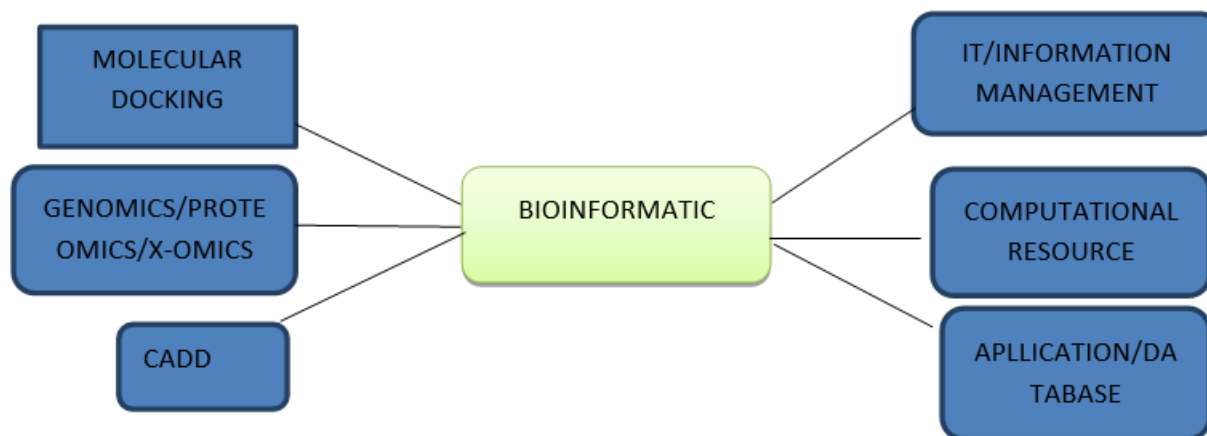 MOLECULAR
DOCKING
GENOMICS/PROTE
OMICS/X-OMICS
CADD
BIOINFORMATIC
IT/INFORMATION
MANAGEMENT
COMPUTATIONAL
RESOURCE
APLLICATION/DA
TABASE